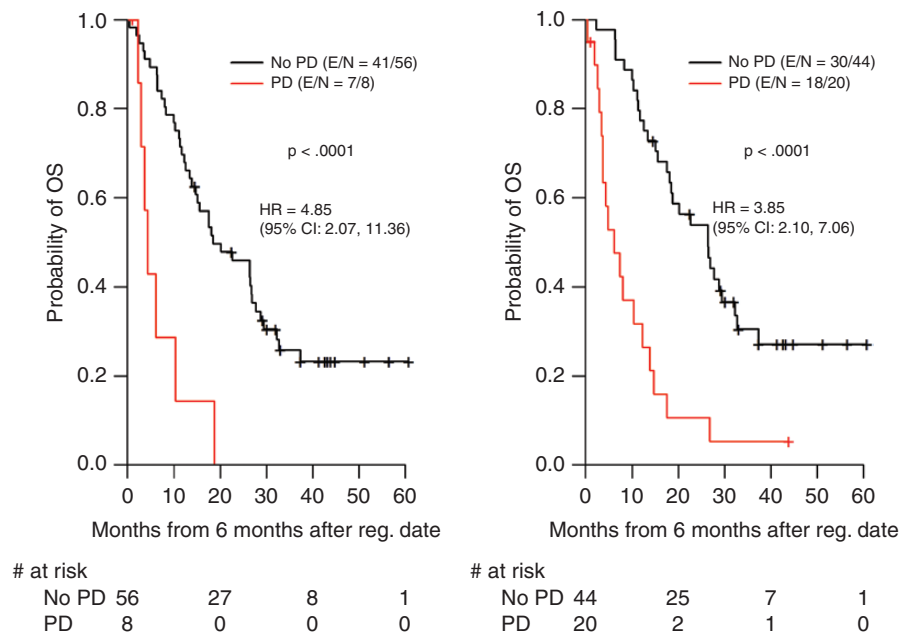 1.0
0.8
0.6
0.4
0.2
0.0
Probability of OS
No PD (E/N = 41/56)
PD (E/N = 7/8)
p < .0001
HR = 4.85
(95% CI: 2.07, 11.36)
0 10 20 30 40 50 60
Months from 6 months after reg. date
# at risk
No PD 56 27 8 1
PD 8 0 0 0
1.0
0.8
0.6
0.4
0.2
0.0
Probability of OS
No PD (E/N = 30/44)
PD (E/N = 18/20)
p < .0001
HR = 3.85
(95% CI: 2.10, 7.06)
0 10 20 30 40 50 60
Months from 6 months after reg. date
# at risk
No PD 44 25 7 1
PD 20 2 1 0